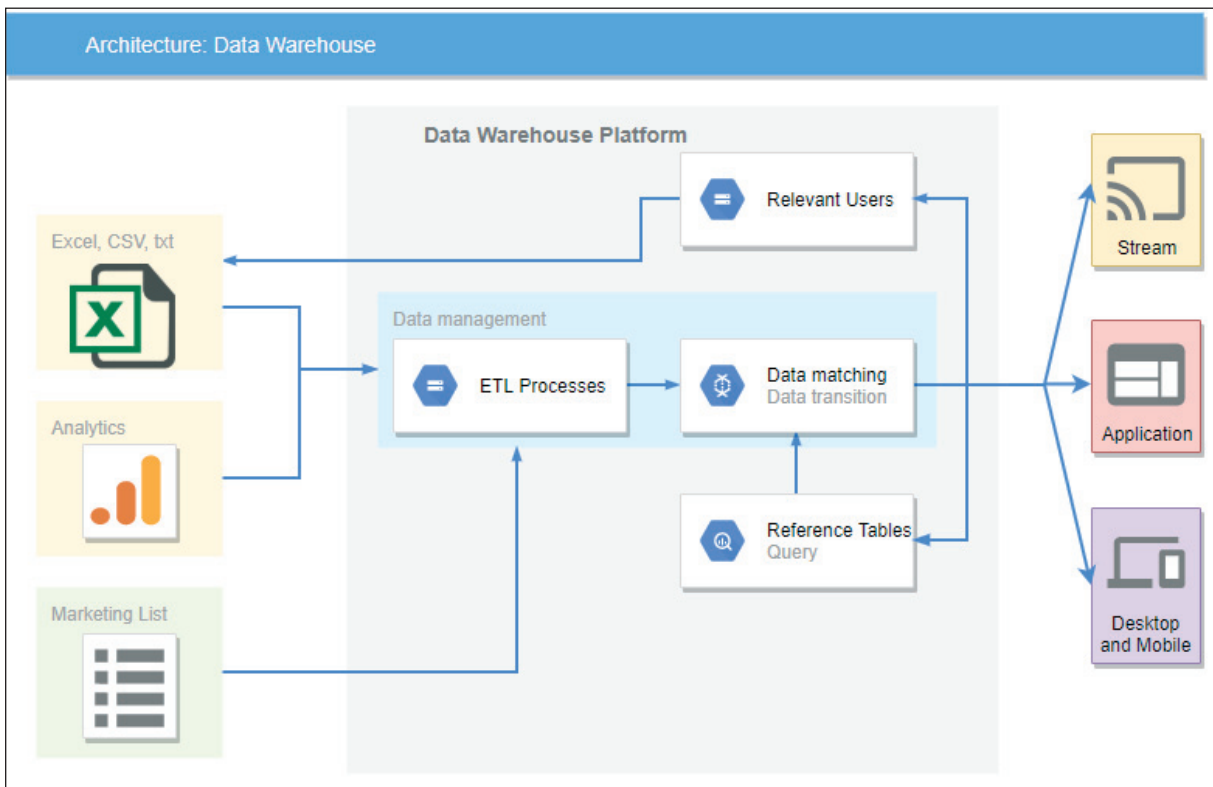 Architecture: Data Warehouse
Data Warehouse Platform
Relevant Users
Excel, CSV, txt
X
Stream
Data management
ETL Processes
Data matching
Data transition
Application
Analytics
Reference Tables
Query
Marketing List
Desktop
and Mobile